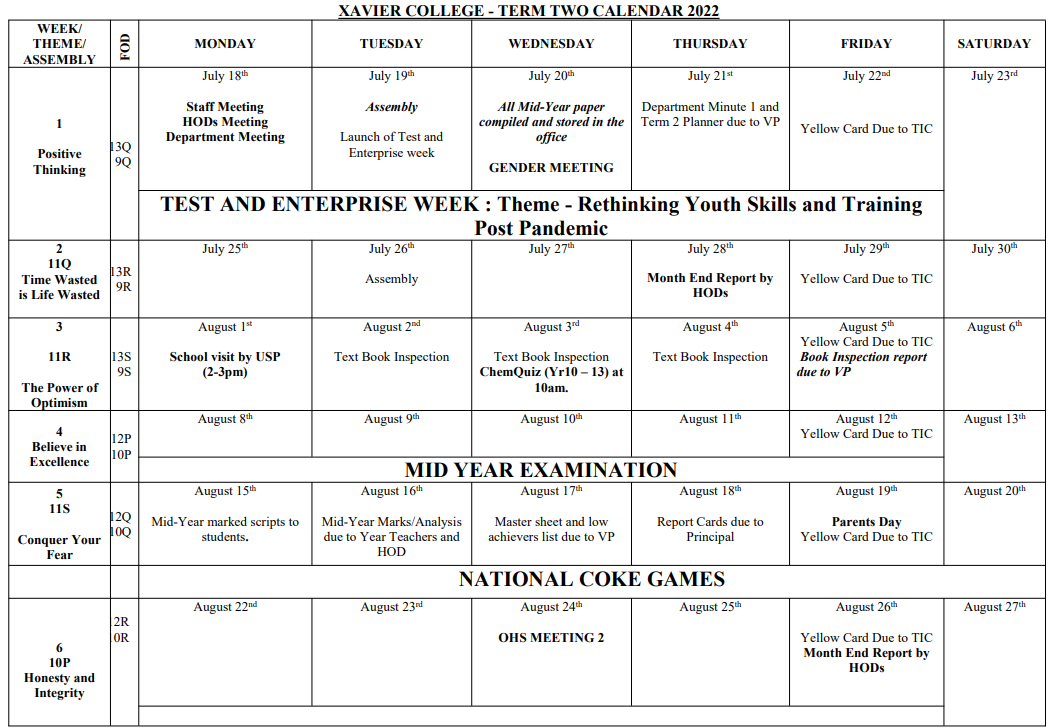 XAVIER COLLEGE - TERM TWO CALENDAR 2022
WEEK/
THEME/
ASSEMBLY
FOD
MONDAY
TUESDAY
WEDNESDAY
THURSDAY
FRIDAY
SATURDAY
1
Positive
Thinking
13Q
9Q
July 18th
Staff Meeting
HODs Meeting
Department Meeting
July 19th
Assembly
Launch of Test and
Enterprise week
July 20th
All Mid-Year paper
compiled and stored in the
office
GENDER MEETING
July 21st
Department Minute 1 and
Term 2 Planner due to VP
July 22nd
Yellow Card Due to TIC
July 23rd
TEST AND ENTERPRISE WEEK : Theme - Rethinking Youth Skills and Training
Post Pandemic
2
11Q
Time Wasted
is Life Wasted
13R
9R
July 25th
July 26th
Assembly
July 27th
July 28th
Month End Report by
HODs
July 29th
Yellow Card Due to TIC
July 30th
3
11R
The Power of
Optimism
13S
9S
August 1st
School visit by USP
(2-3pm)
August 2nd
Text Book Inspection
August 3rd
Text Book Inspection
ChemQuiz (Yr10 – 13) at
10am.
August 4th
Text Book Inspection
August 5th
Yellow Card Due to TIC
Book Inspection report
due to VP
August 6th
4
Believe in
Excellence
12P
10P
August 8th
August 9th
August 10th
August 11th
August 12th
Yellow Card Due to TIC
August 13th
MID YEAR EXAMINATION
5
11S
Conquer Your
Fear
12Q
10Q
August 15th
Mid-Year marked scripts to
students.
August 16th
Mid-Year Marks/Analysis
due to Year Teachers and
HOD
August 17th
Master sheet and low
achievers list due to VP
August 18th
Report Cards due to
Principal
August 19th
Parents Day
Yellow Card Due to TIC
August 20th
NATIONAL COKE GAMES
6
10P
Honesty and
Integrity
2R
0R
August 22nd
August 23rd
August 24th
OHS MEETING 2
August 25th
August 26th
Yellow Card Due to TIC
Month End Report by
HODs
August 27th